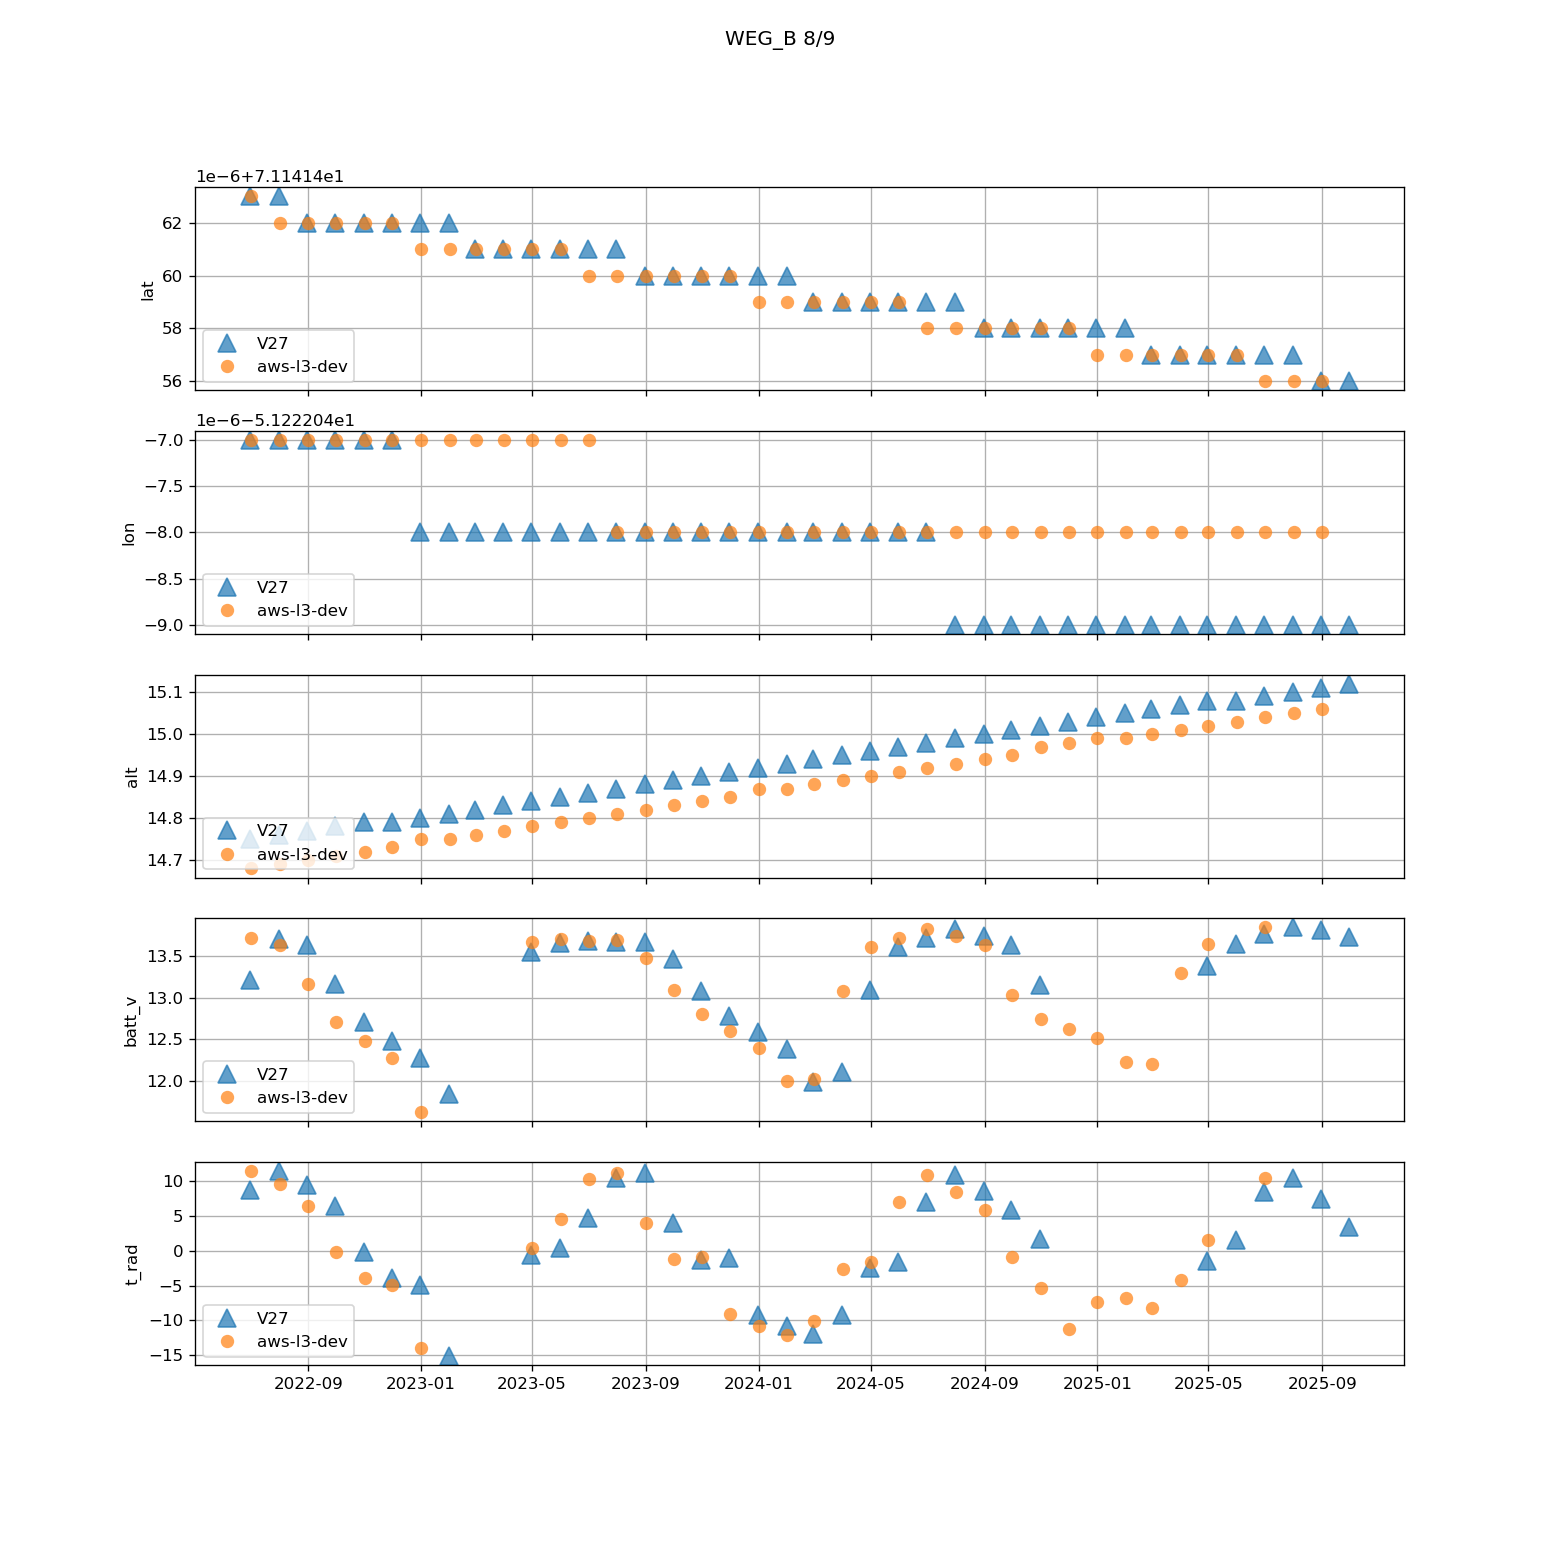 WEG_B 8/9
1e−6+7.11414e1
62
60
58
56
lat
V27
aws-l3-dev
1e−6−5.122204e1
−7.0
−7.5
−8.0
−8.5
−9.0
lon
V27
aws-l3-dev
15.1
15.0
14.9
14.8
14.7
alt
V27
aws-l3-dev
13.5
13.0
12.5
12.0
batt_v
V27
aws-l3-dev
10
5
0
−5
−10
−15
t_rad
V27
aws-l3-dev
2022-09 2023-01 2023-05 2023-09 2024-01 2024-05 2024-09 2025-01 2025-05 2025-09